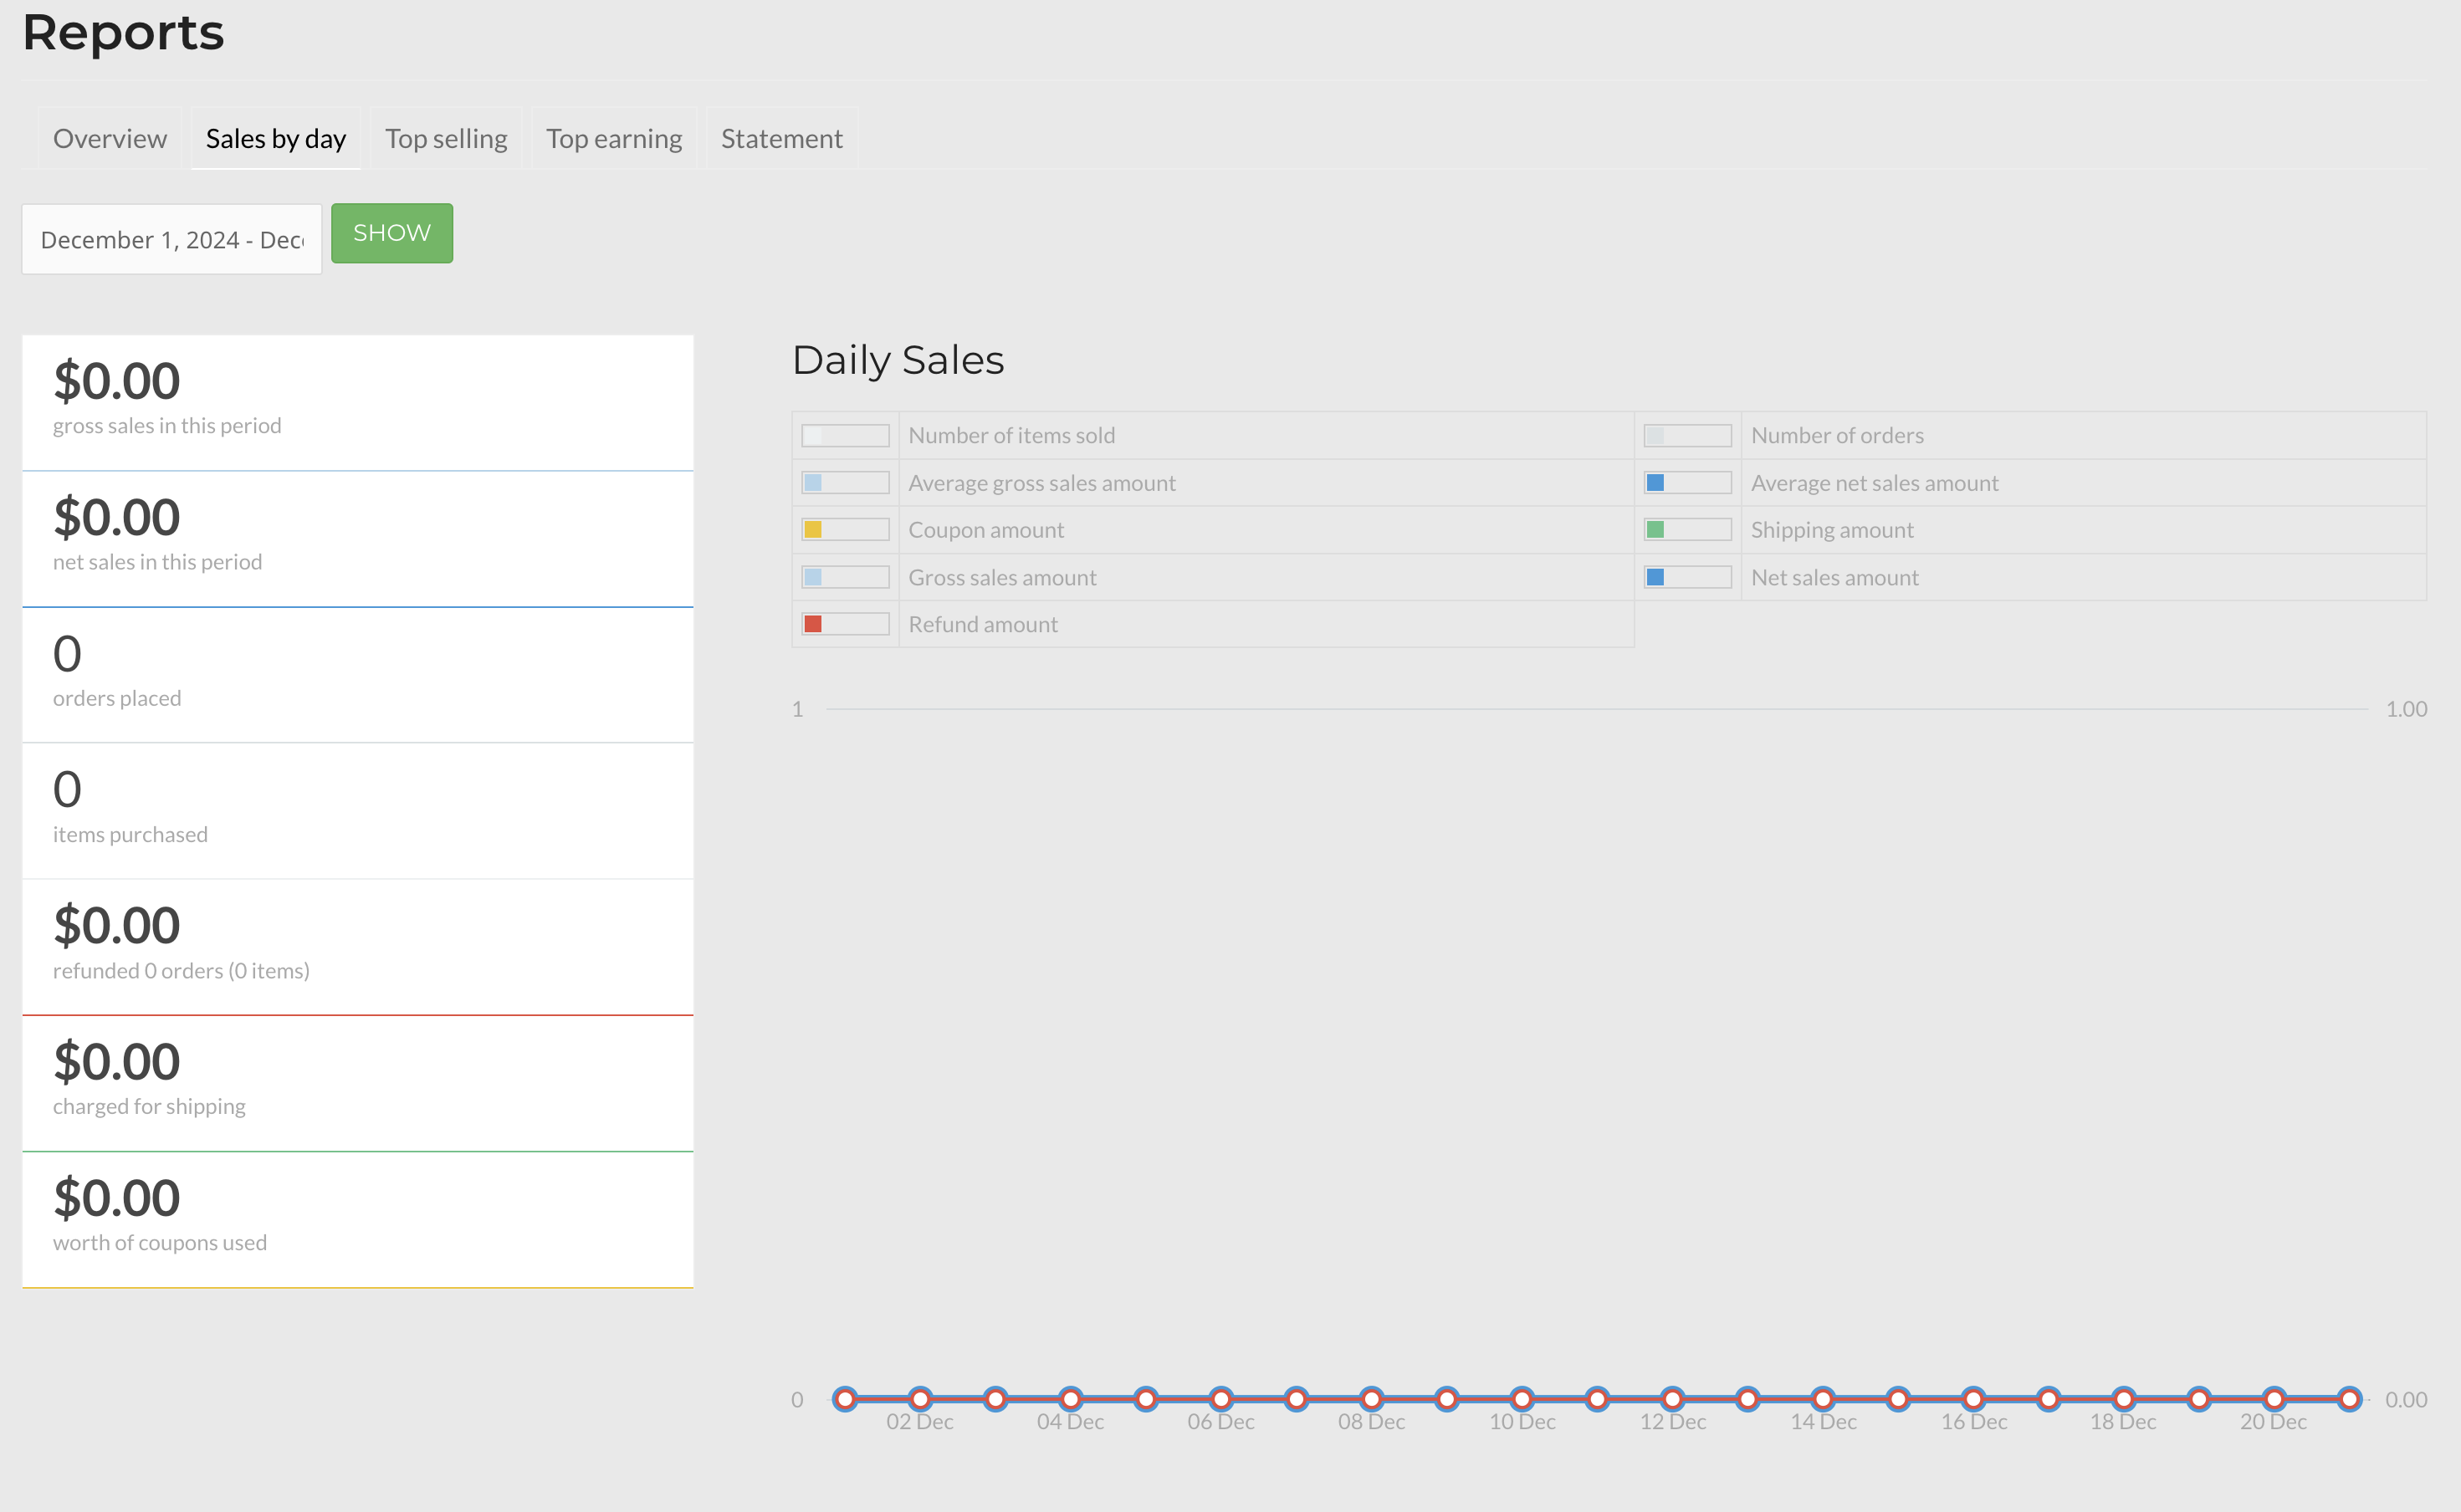 Reports
Overview Sales by day Top selling Top earning Statement
December 1, 2024 - Dec
SHOW
$0.00
gross sales in this period
$0.00
net sales in this period
0
orders placed
0
items purchased
$0.00
refunded 0 orders (0 items)
$0.00
charged for shipping
$0.00
worth of coupons used
Daily Sales
Number of items sold Number of orders
Average gross sales amount Average net sales amount
Coupon amount Shipping amount
Gross sales amount Net sales amount
Refund amount
1 1.00
0 0.00
02 Dec 04 Dec 06 Dec 08 Dec 10 Dec 12 Dec 14 Dec 16 Dec 18 Dec 20 Dec